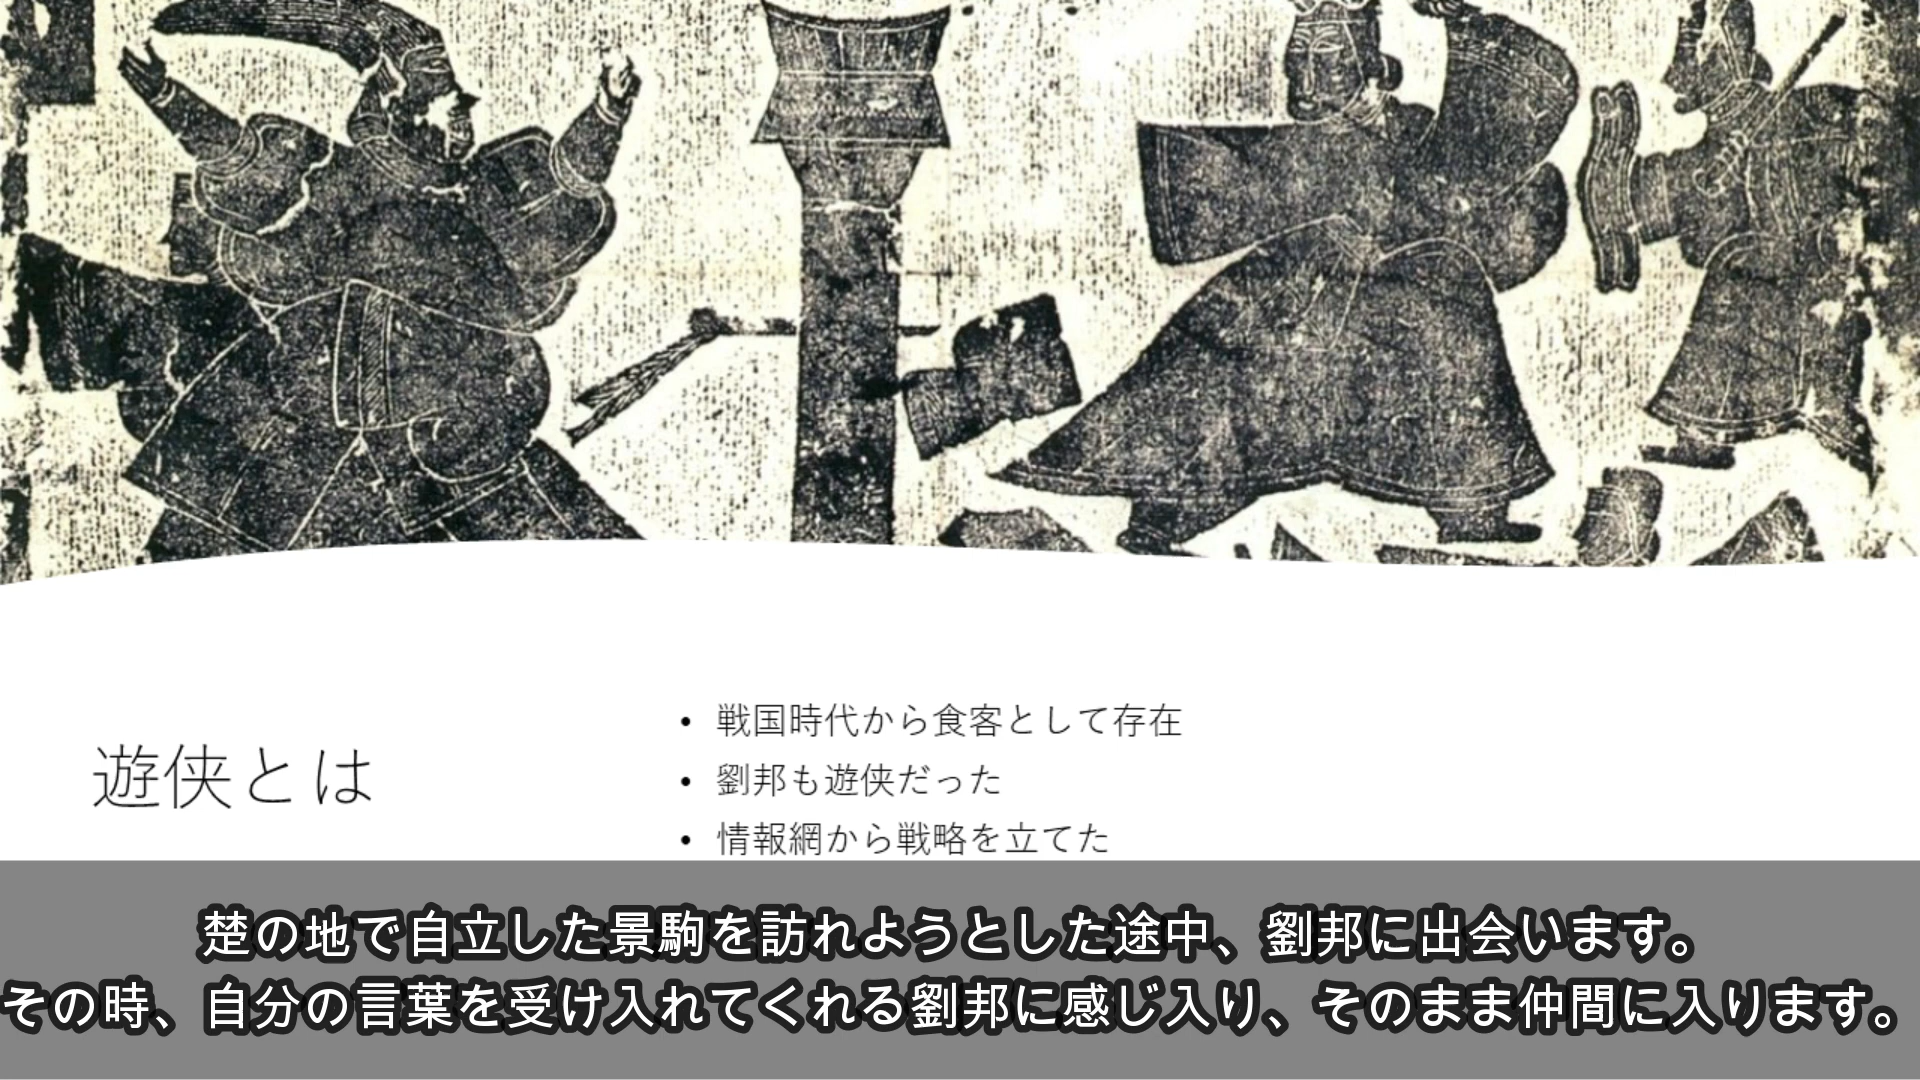 遊侠とは
• 戦国時代から食客として存在
• 劉邦も遊侠だった
• 情報網から戦略を立てた
楚の地で自立した景駒を訪れようとした途中、劉邦に出会います。
その時、自分の言葉を受け入れてくれる劉邦に感じ入り、そのまま仲間に入ります。